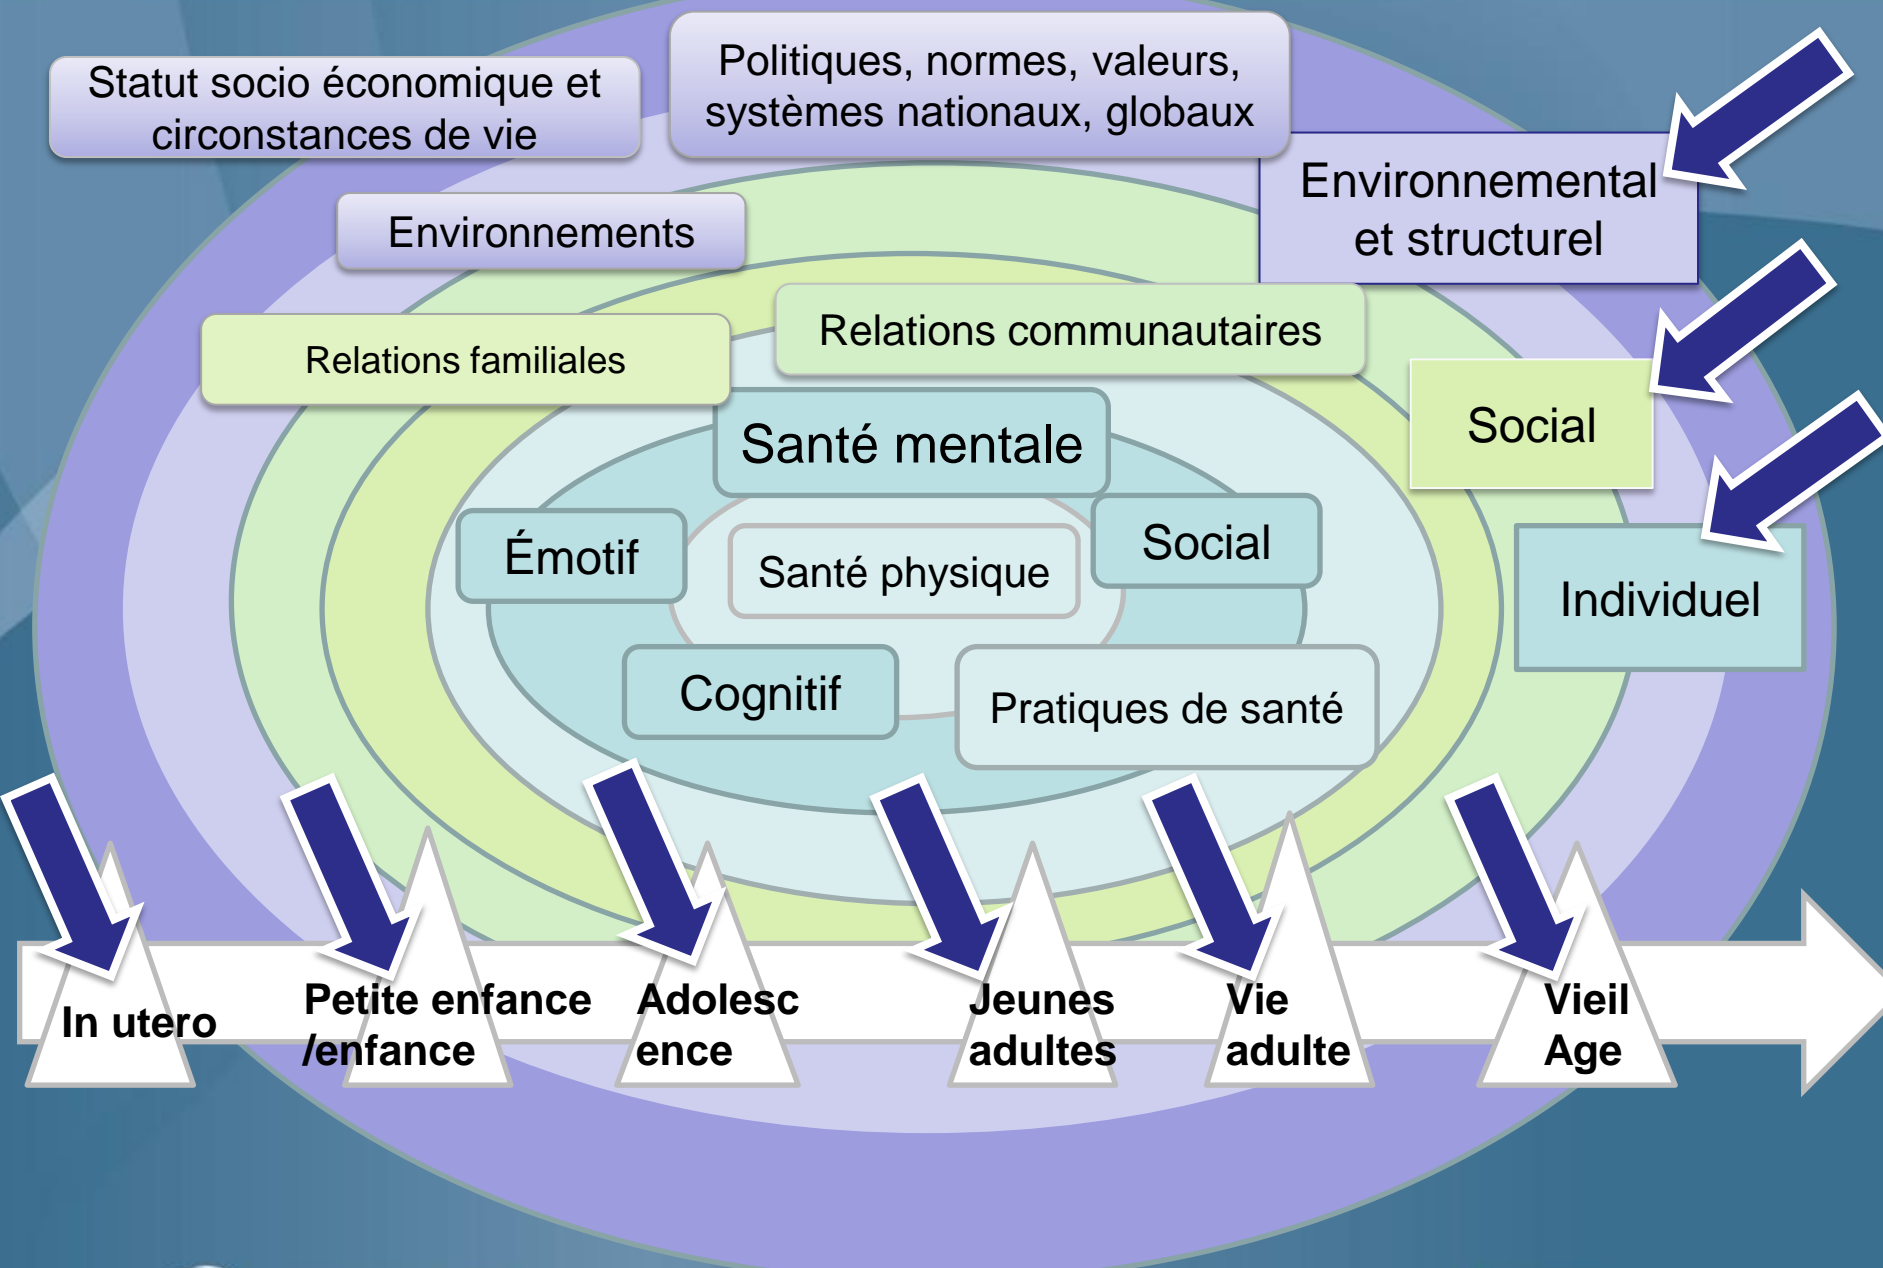 Statut socio économique et
circonstances de vie
Politiques, normes, valeurs,
systèmes nationaux, globaux
Environnemental
et structurel
Environnements
Relations familiales
Relations communautaires
Social
Santé mentale
Émotif
Santé physique
Social
Individuel
Cognitif
Pratiques de santé
In utero
Petite enfance
/enfance
Adolesc
ence
Jeunes
adultes
Vie
adulte
Vieil
Age